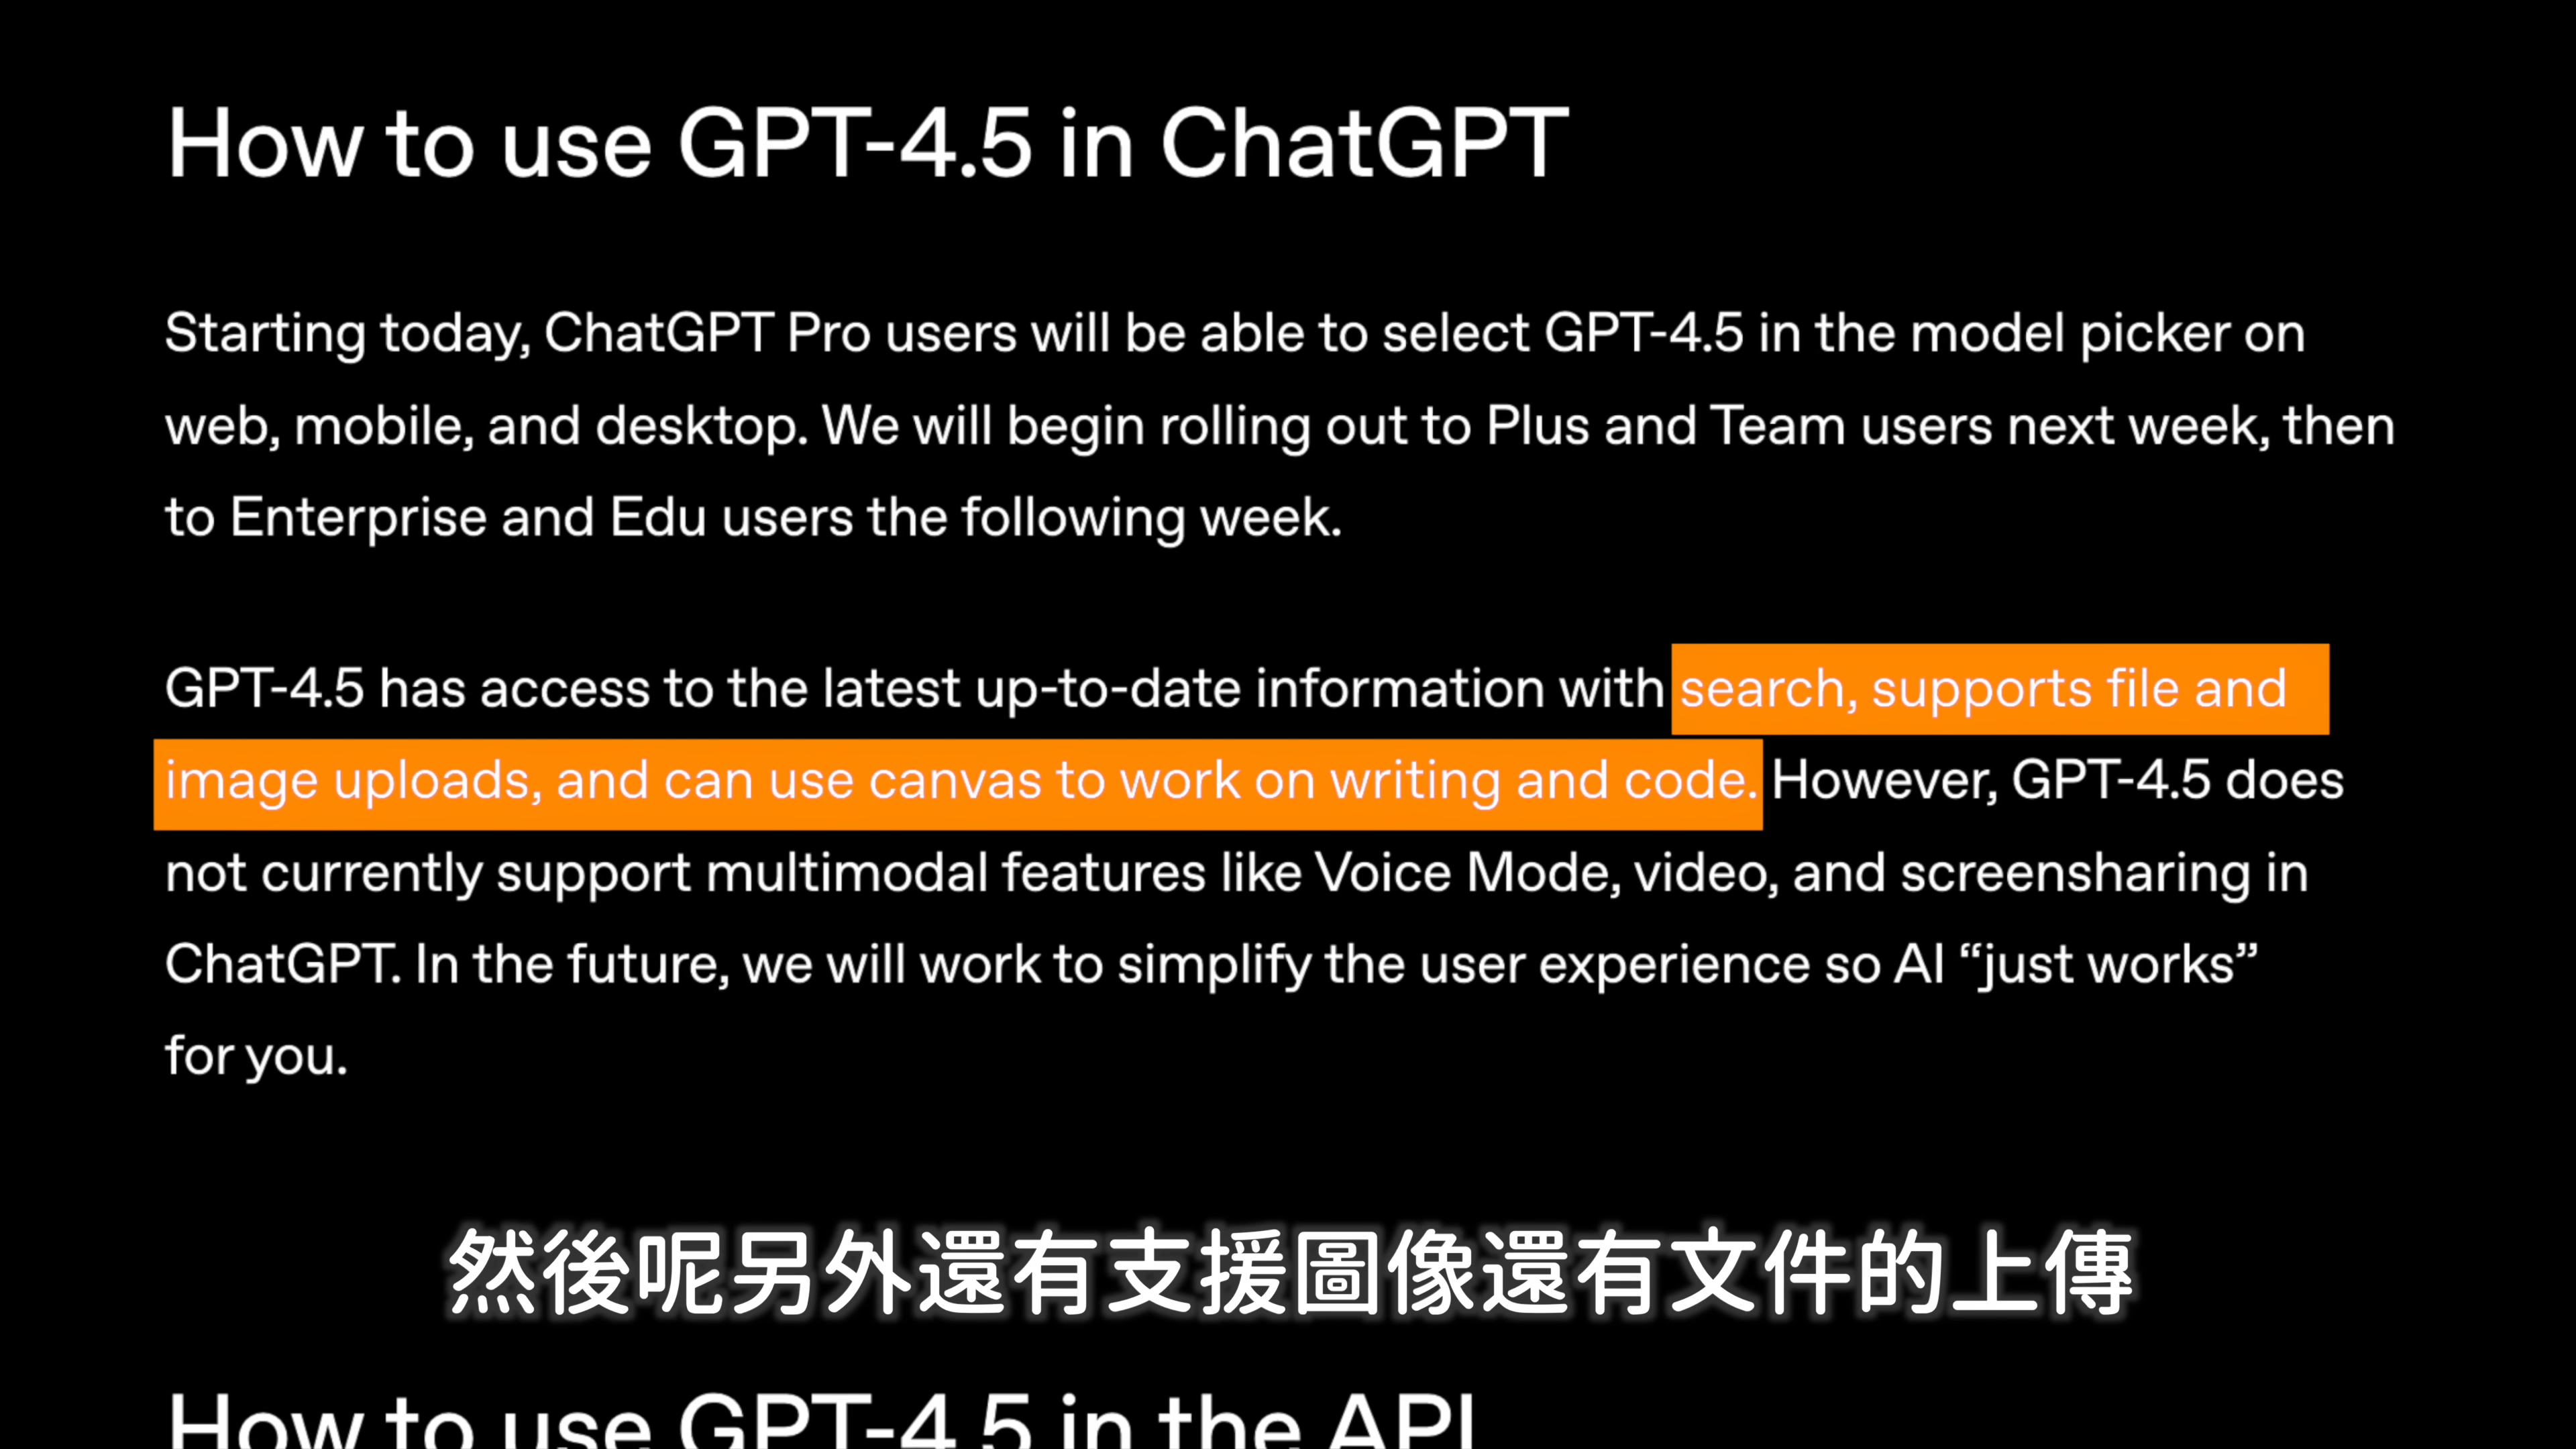 How to use GPT-4.5 in ChatGPT
Starting today, ChatGPT Pro users will be able to select GPT-4.5 in the model picker on
web, mobile, and desktop. We will begin rolling out to Plus and Team users next week, then
to Enterprise and Edu users the following week.
GPT-4.5 has access to the latest up-to-date information with search, supports file and
image uploads, and can use canvas to work on writing and code. However, GPT-4.5 does
not currently support multimodal features like Voice Mode, video, and screensharing in
ChatGPT. In the future, we will work to simplify the user experience so AI “just works”
for you.
然後呢另外還有支援圖像還有文件的上傳
How to use GPT-4.5 in the API